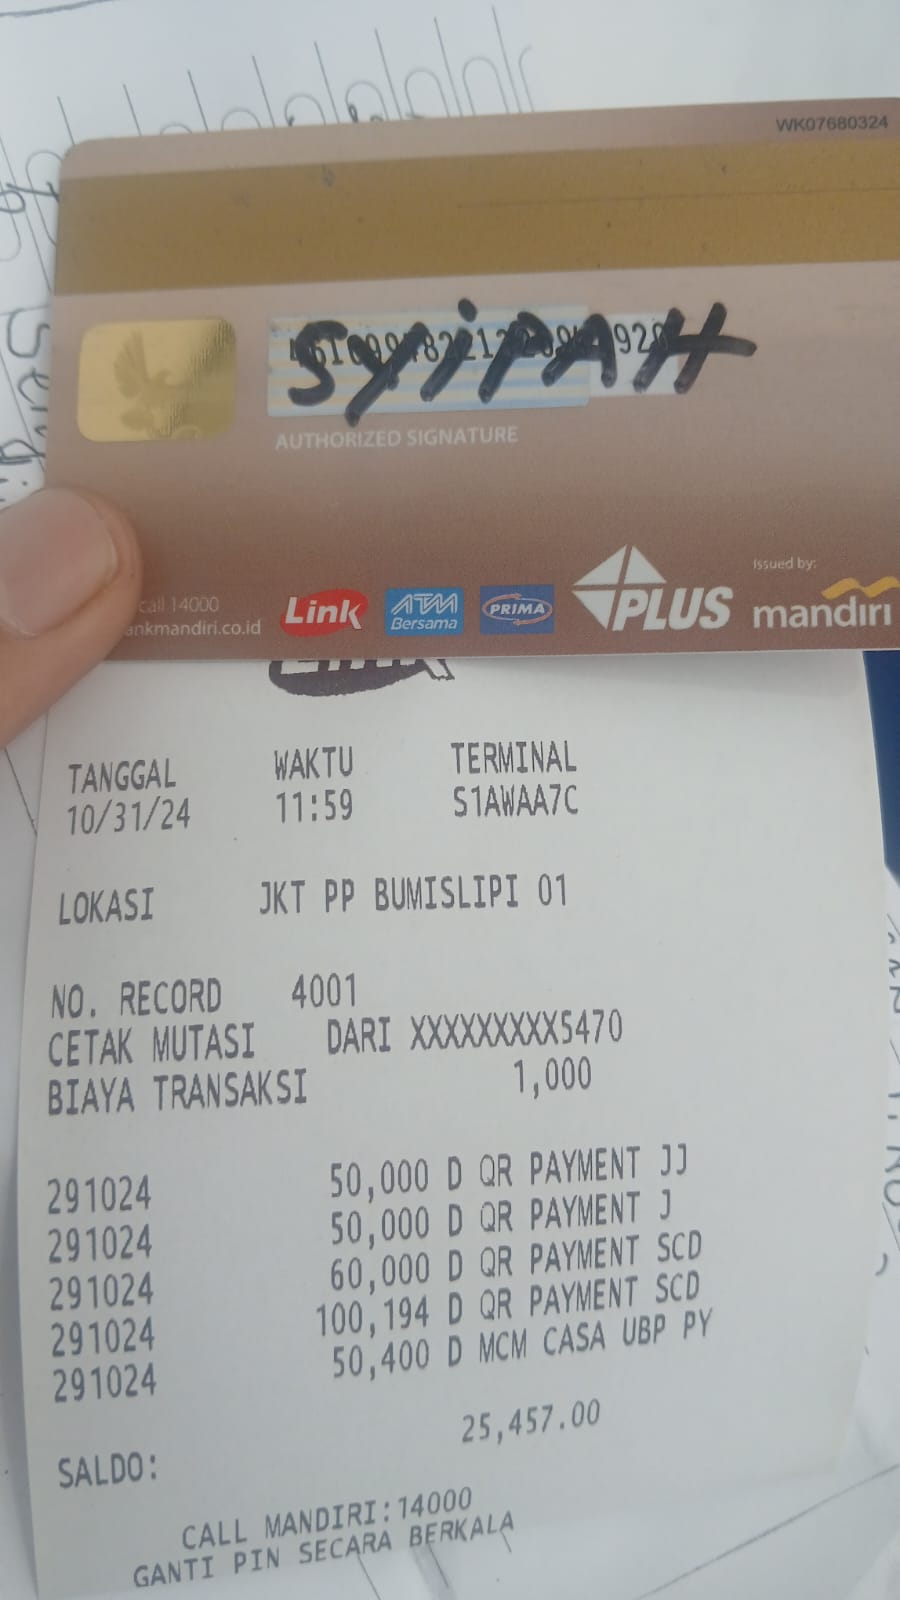 WK07680324
SYIPAH
AUTHORIZED SIGNATURE
call 14000
ankmandiri.co.id
Link
ATM Bersama
PRIMA
PLUS
Issued by:
mandiri
TANGGAL WAKTU TERMINAL
10/31/24 11:59 S1AWAA7C
LOKASI JKT PP BUMISLIPI 01
NO. RECORD 4001
CETAK MUTASI DARI XXXXXXXXX5470
BIAYA TRANSAKSI 1,000
291024 50,000 D QR PAYMENT JJ
291024 50,000 D QR PAYMENT J
291024 60,000 D QR PAYMENT SCD
291024 100,194 D QR PAYMENT SCD
291024 50,400 D MCM CASA UBP PY
SALDO: 25,457.00
CALL MANDIRI:14000
GANTI PIN SECARA BERKALA